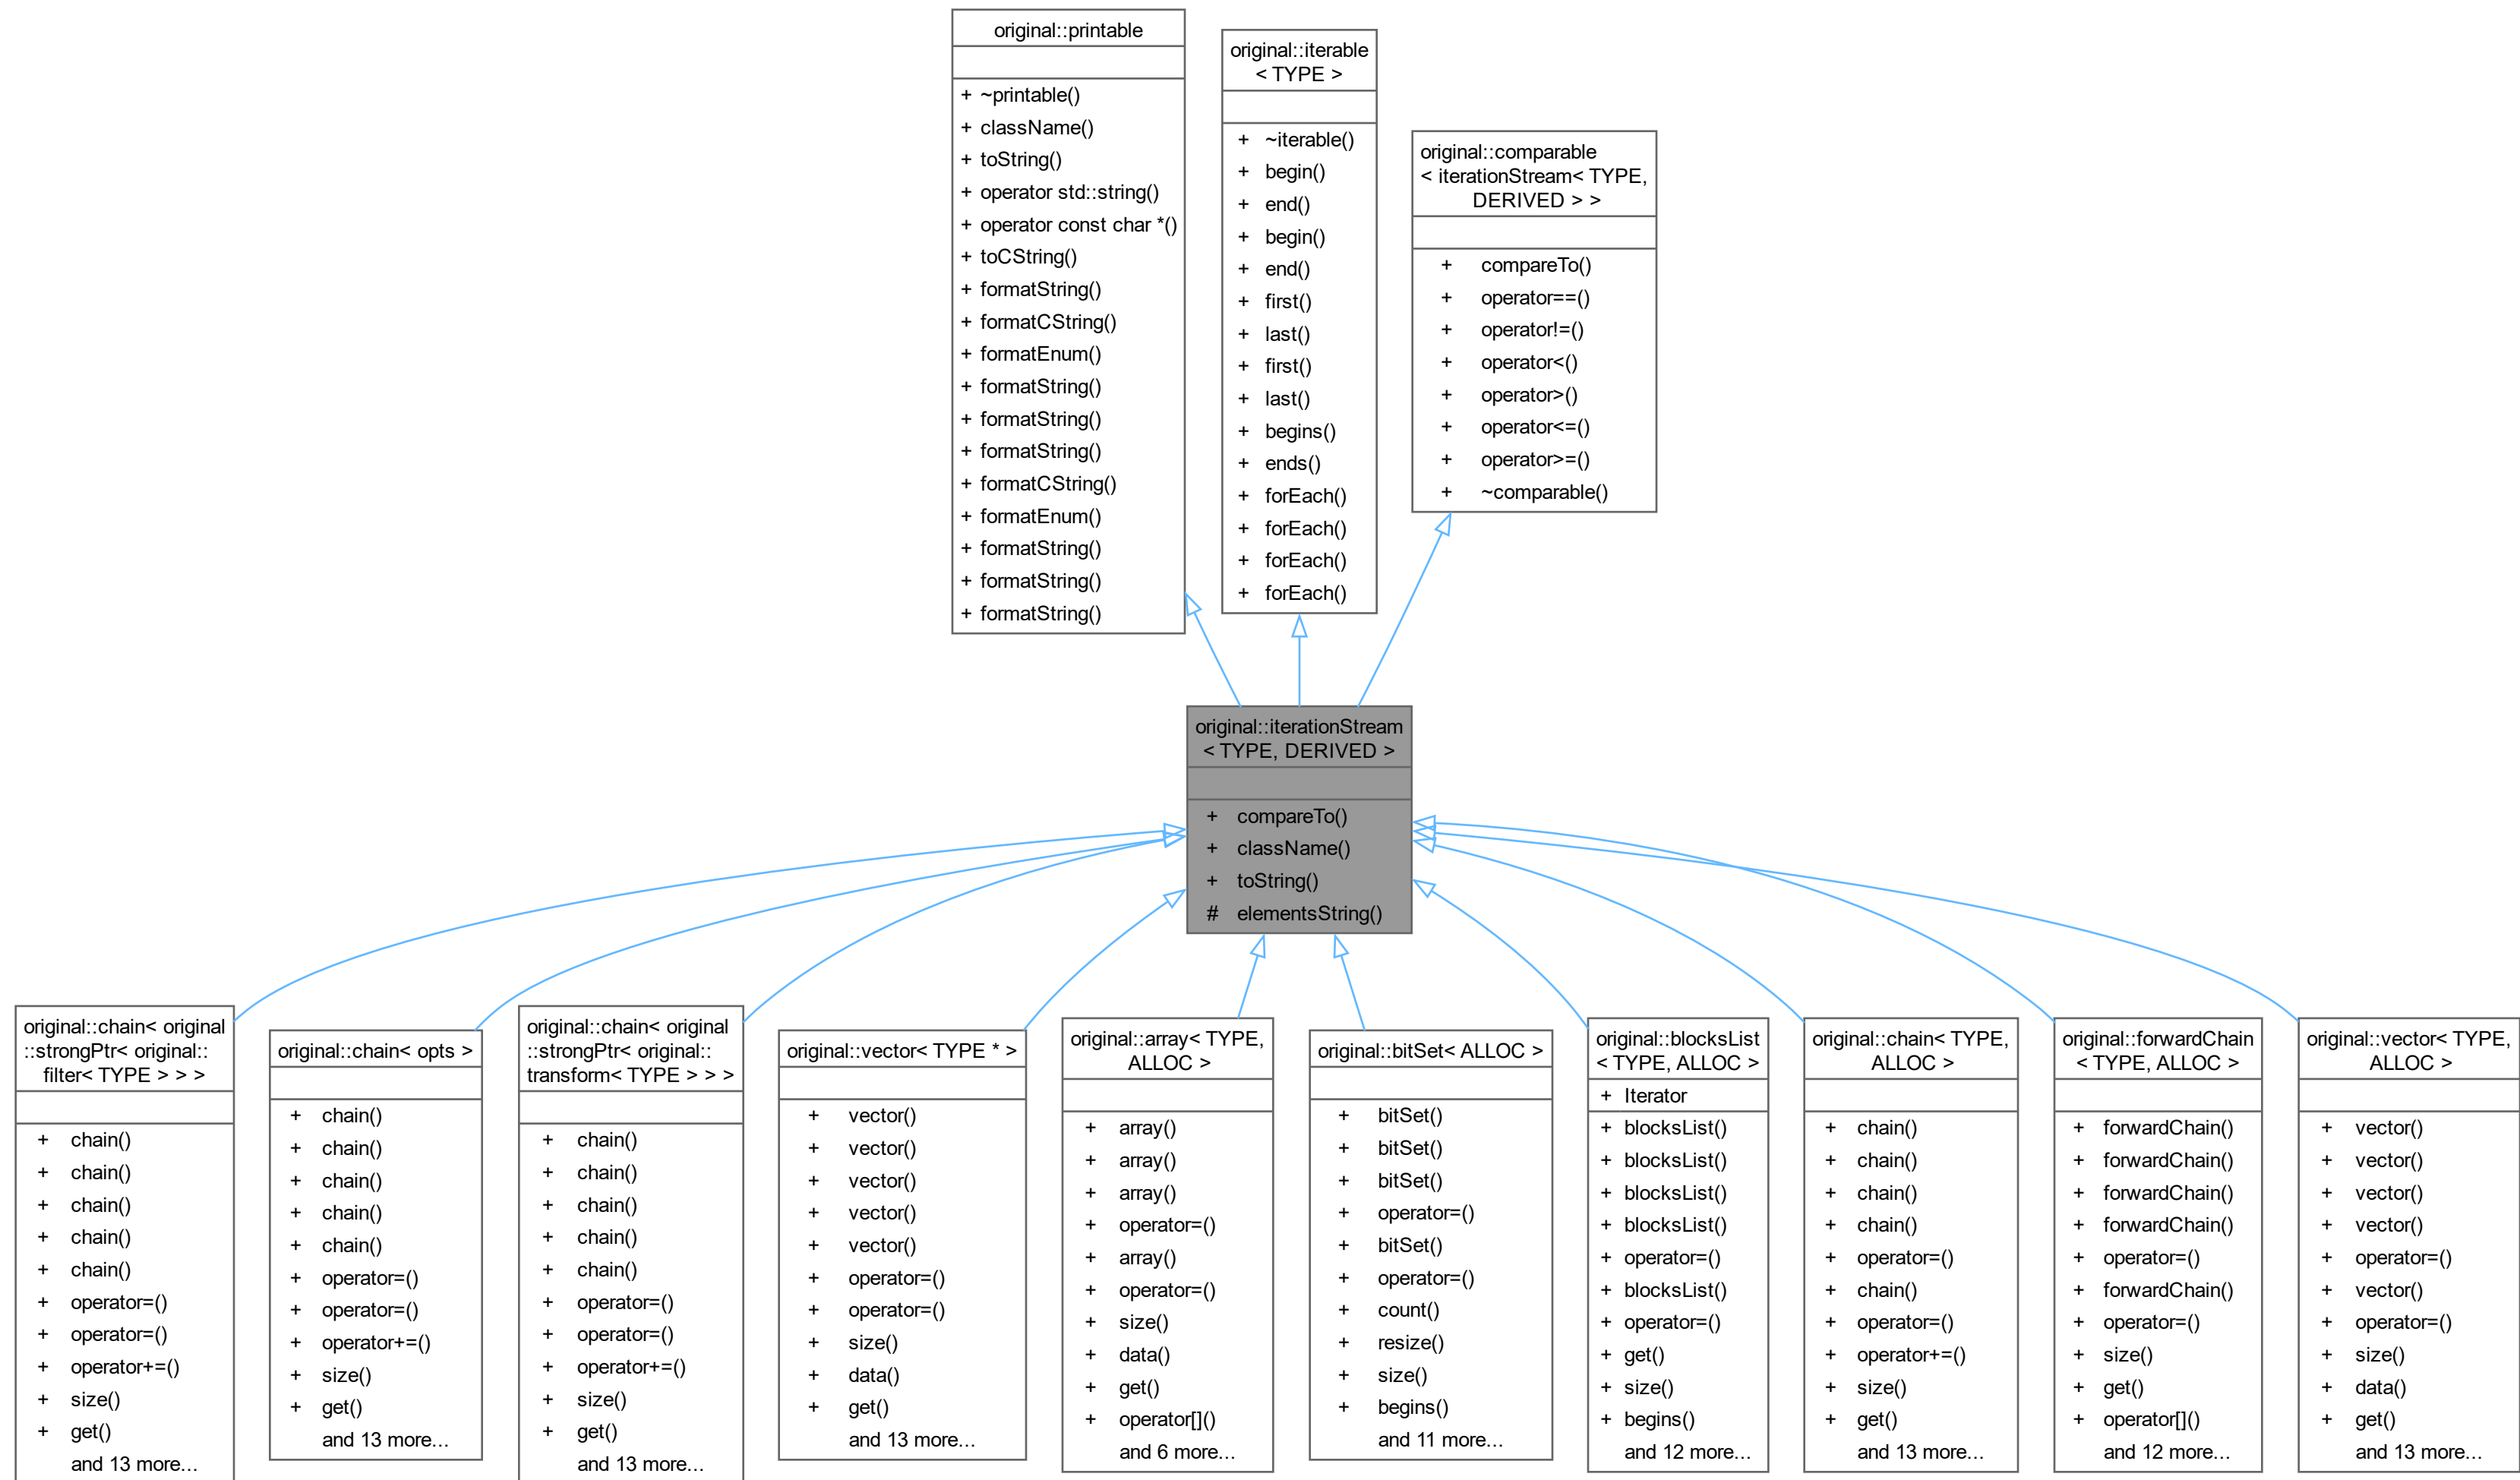 original::printable
+ ~printable()
+ className()
+ toString()
+ operator std::string()
+ operator const char *()
+ toCString()
+ formatString()
+ formatCString()
+ formatEnum()
+ formatString()
+ formatString()
+ formatString()
+ formatCString()
+ formatEnum()
+ formatString()
+ formatString()
+ formatString()
original::iterable
< TYPE >
+ ~iterable()
+ begin()
+ end()
+ begin()
+ end()
+ first()
+ last()
+ first()
+ last()
+ begins()
+ ends()
+ forEach()
+ forEach()
+ forEach()
+ forEach()
original::comparable
< iterationStream< TYPE,
DERIVED > >
+ compareTo()
+ operator==()
+ operator!=()
+ operator<()
+ operator>()
+ operator<=()
+ operator>=()
+ ~comparable()
original::iterationStream
< TYPE, DERIVED >
+ compareTo()
+ className()
+ toString()
# elementsString()
original::chain< original
::strongPtr< original::
filter< TYPE > > >
+ chain()
+ chain()
+ chain()
+ chain()
+ chain()
+ operator=()
+ operator=()
+ operator+=()
+ size()
+ get()
and 13 more...
original::chain< opts >
+ chain()
+ chain()
+ chain()
+ chain()
+ chain()
+ operator=()
+ operator=()
+ operator+=()
+ size()
+ get()
and 13 more...
original::chain< original
::strongPtr< original::
transform< TYPE > > >
+ chain()
+ chain()
+ chain()
+ chain()
+ chain()
+ operator=()
+ operator=()
+ operator+=()
+ size()
+ get()
and 13 more...
original::vector< TYPE * >
+ vector()
+ vector()
+ vector()
+ vector()
+ vector()
+ operator=()
+ operator=()
+ size()
+ data()
+ get()
and 13 more...
original::array< TYPE,
ALLOC >
+ array()
+ array()
+ array()
+ operator=()
+ array()
+ operator=()
+ size()
+ data()
+ get()
+ operator[]()
and 6 more...
original::bitSet< ALLOC >
+ bitSet()
+ bitSet()
+ bitSet()
+ operator=()
+ bitSet()
+ operator=()
+ count()
+ resize()
+ size()
+ begins()
and 11 more...
original::blocksList
< TYPE, ALLOC >
+ Iterator
+ blocksList()
+ blocksList()
+ blocksList()
+ blocksList()
+ operator=()
+ blocksList()
+ operator=()
+ get()
+ size()
+ begins()
and 12 more...
original::chain< TYPE,
ALLOC >
+ chain()
+ chain()
+ chain()
+ chain()
+ operator=()
+ chain()
+ operator=()
+ operator+=()
+ size()
+ get()
and 13 more...
original::forwardChain
< TYPE, ALLOC >
+ forwardChain()
+ forwardChain()
+ forwardChain()
+ forwardChain()
+ operator=()
+ forwardChain()
+ operator=()
+ size()
+ get()
+ operator[]()
and 12 more...
original::vector< TYPE,
ALLOC >
+ vector()
+ vector()
+ vector()
+ vector()
+ operator=()
+ vector()
+ operator=()
+ size()
+ data()
+ get()
and 13 more...